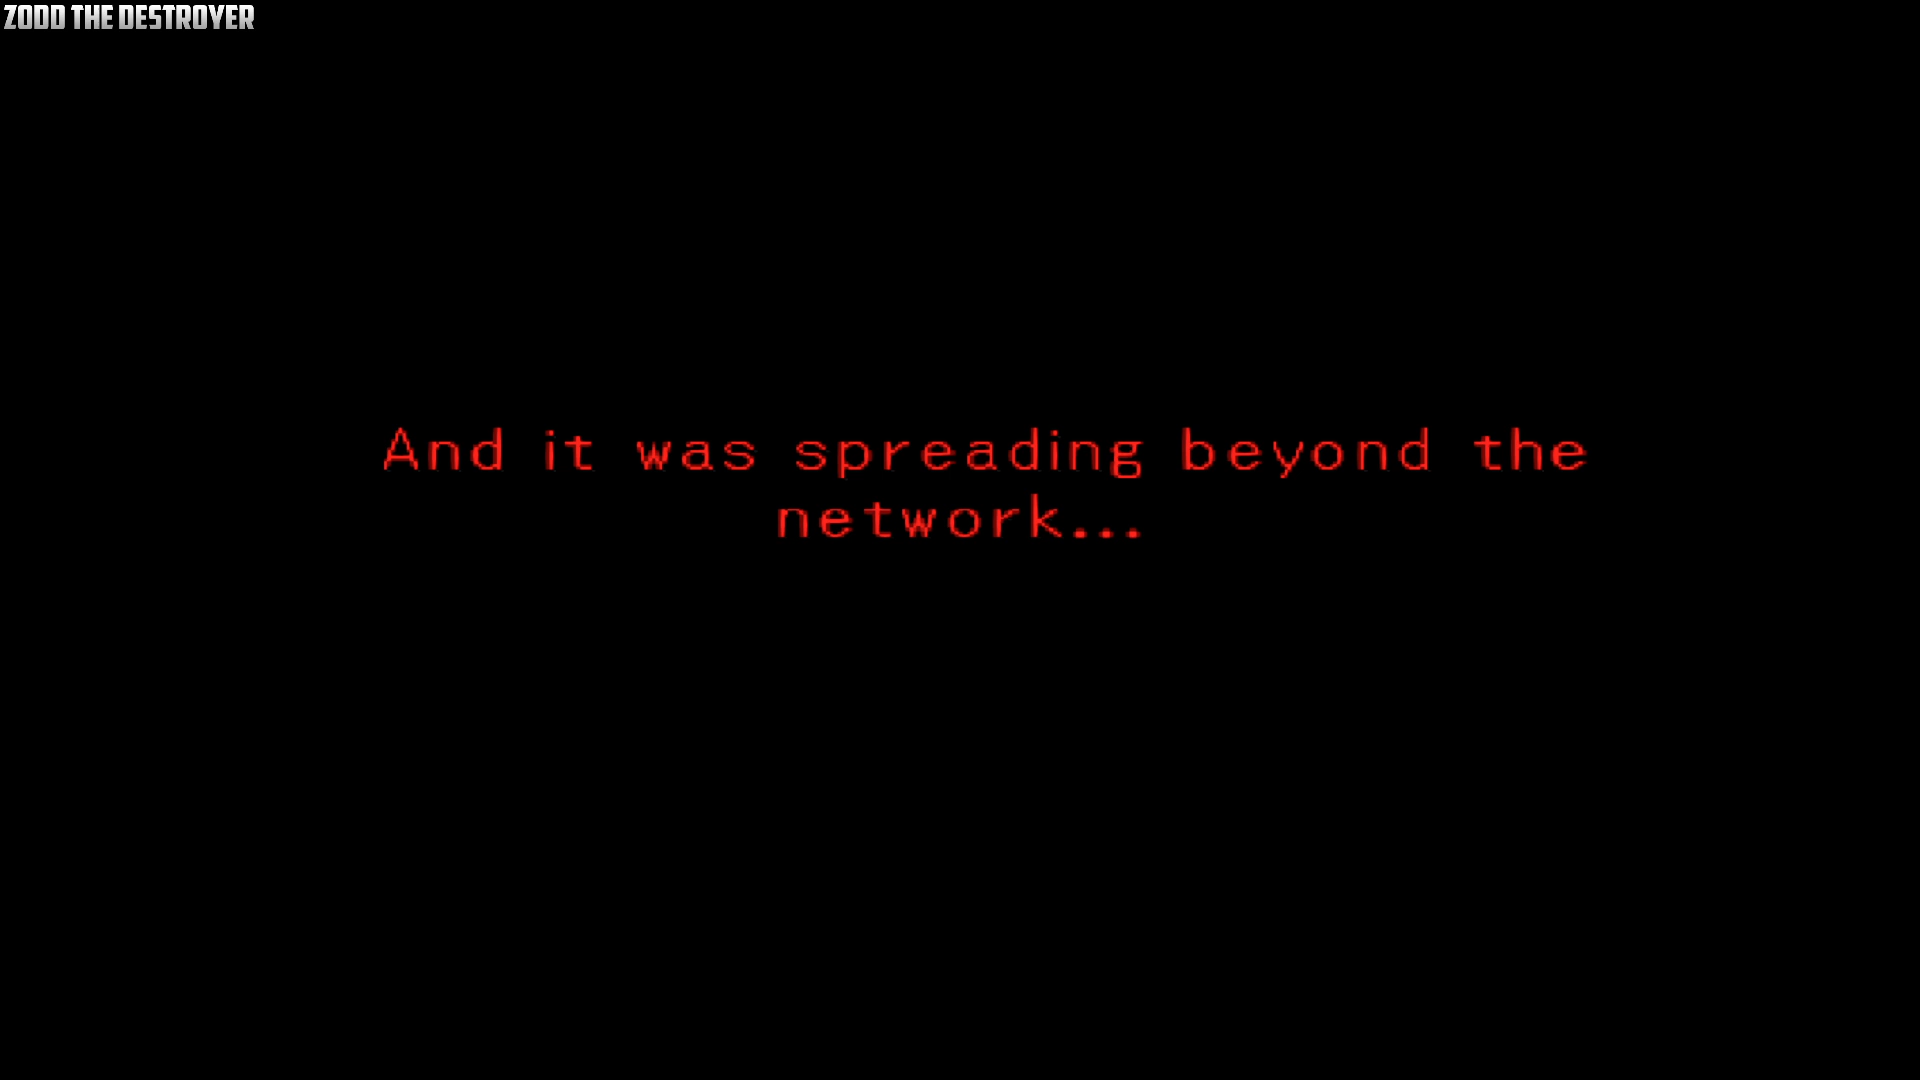 ZODD THE DESTROYER
And it was spreading beyond the
network...